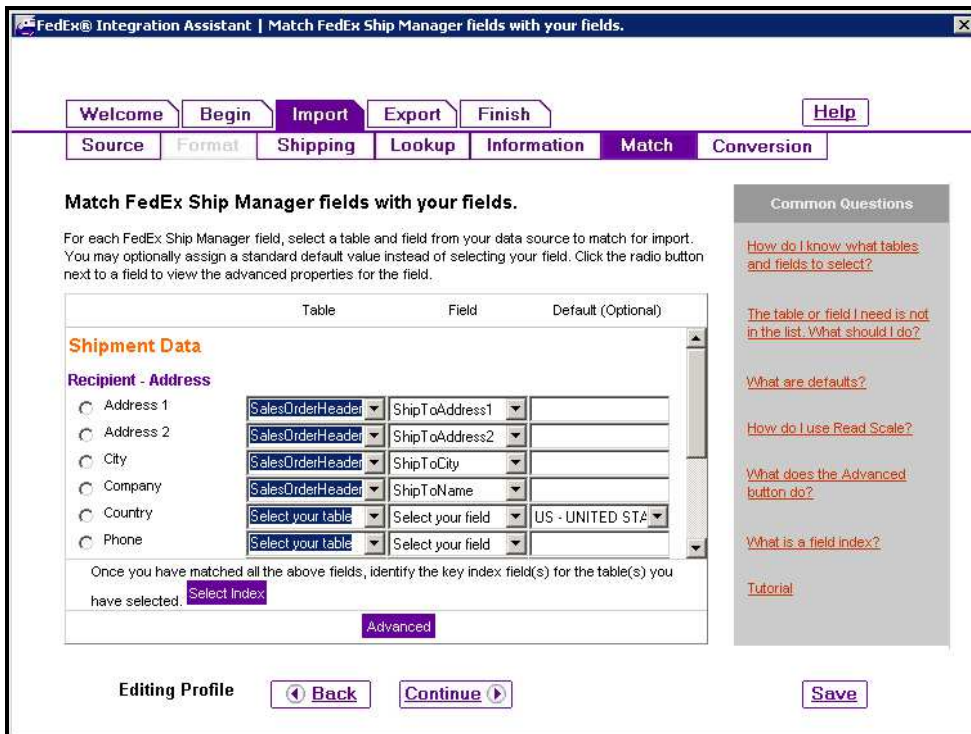 FedEx® Integration Assistant | Match FedEx Ship Manager fields with your fields.
Welcome Begin Import Export Finish Help
Source Format Shipping Lookup Information Match Conversion
Match FedEx Ship Manager fields with your fields.
For each FedEx Ship Manager field, select a table and field from your data source to match for import.
You may optionally assign a standard default value instead of selecting your field. Click the radio button
next to a field to view the advanced properties for the field.
Table Field Default (Optional)
Shipment Data
Recipient - Address
Address 1 SalesOrderHeader ShipToAddress1
Address 2 SalesOrderHeader ShipToAddress2
City SalesOrderHeader ShipToCity
Company SalesOrderHeader ShipToName
Country Select your table Select your field US - UNITED STA
Phone Select your table Select your field
Once you have matched all the above fields, identify the key index field(s) for the table(s) you
have selected. Select Index
Advanced
Common Questions
How do I know what tables
and fields to select?
The table or field I need is not
in the list. What should I do?
What are defaults?
How do I use Read Scale?
What does the Advanced
button do?
What is a field index?
Tutorial
Editing Profile Back Continue Save